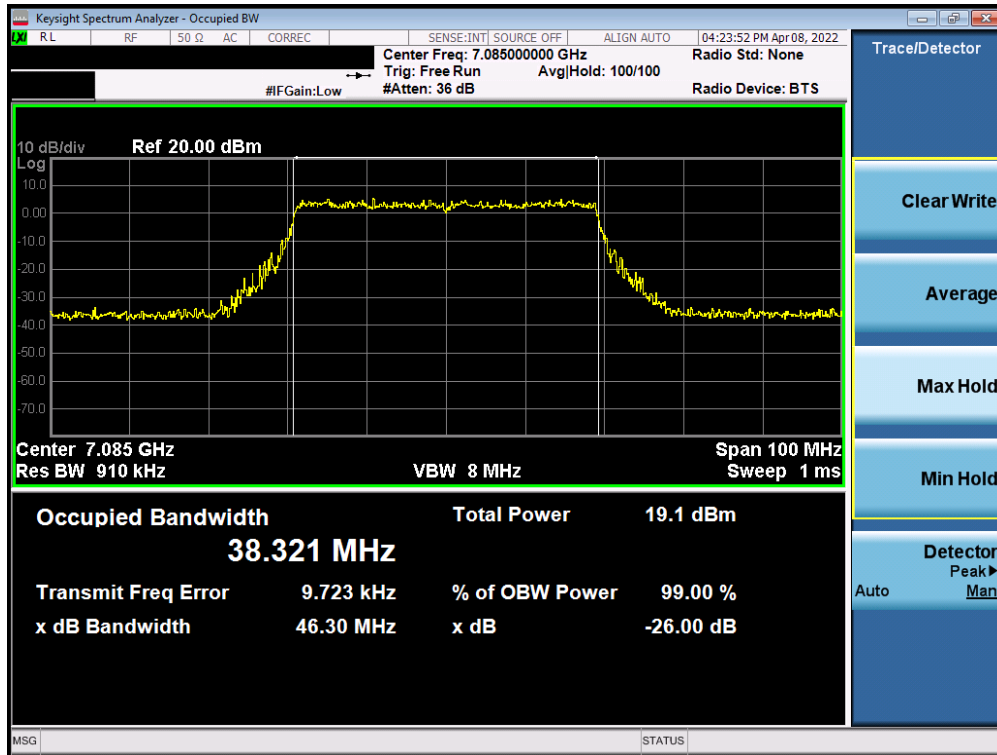 Keysight Spectrum Analyzer - Occupied BW
LXI RL RF 50 Ω AC CORREC SENSE:INT SOURCE OFF ALIGN AUTO 04:23:52 PM Apr 08, 2022
Center Freq: 7.085000000 GHz Radio Std: None
Trig: Free Run Avg|Hold: 100/100
#IFGain:Low #Atten: 36 dB Radio Device: BTS
10 dB/div Ref 20.00 dBm
Log
10.0
0.00
-10.0
-20.0
-30.0
-40.0
-50.0
-60.0
-70.0
Center 7.085 GHz Span 100 MHz
Res BW 910 kHz VBW 8 MHz Sweep 1 ms
Occupied Bandwidth Total Power 19.1 dBm
38.321 MHz
Transmit Freq Error 9.723 kHz % of OBW Power 99.00 %
x dB Bandwidth 46.30 MHz x dB -26.00 dB
MSG STATUS
Trace/Detector
Clear Write
Average
Max Hold
Min Hold
Detector
Peak▶
Auto Man